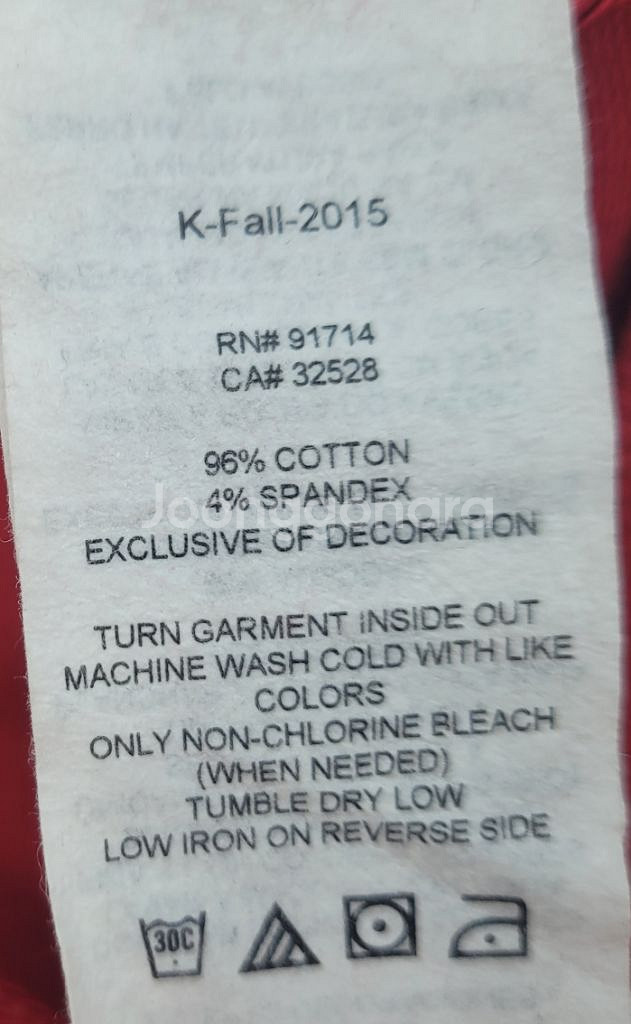 K-Fall-2015
RN# 91714
CA# 32528
96% COTTON
4% SPANDEX
Joonggonara
EXCLUSIVE OF DECORATION
TURN GARMENT INSIDE OUT
MACHINE WASH COLD WITH LIKE
COLORS
ONLY NON-CHLORINE BLEACH
(WHEN NEEDED)
TUMBLE DRY LOW
LOW IRON ON REVERSE SIDE
30C